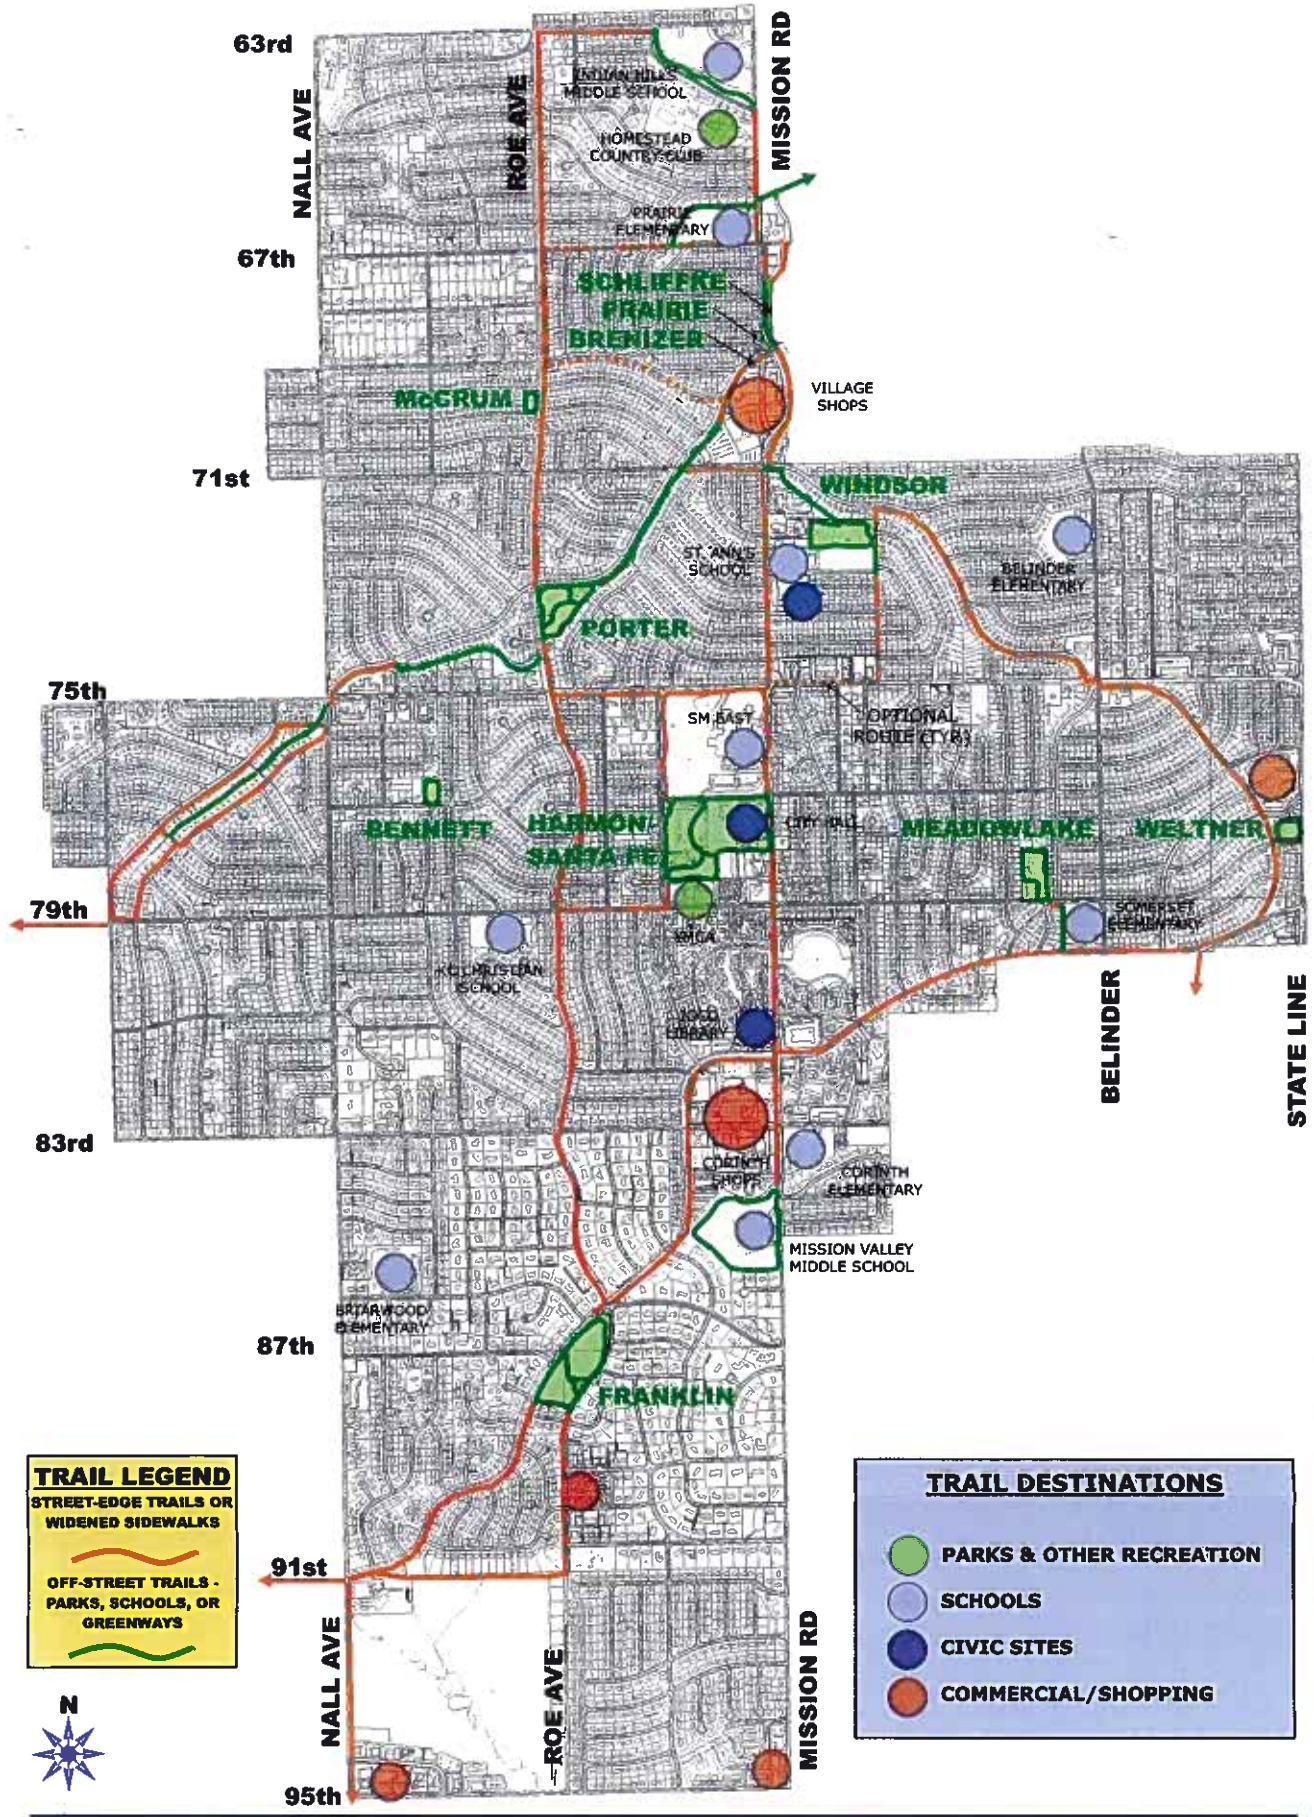 63rd
NALL AVE
ROE AVE
MISSION RD
INDIAN HILLS
MIDDLE SCHOOL
HOMESTEAD
COUNTRY CLUB
PRAIRIE
ELEMENTARY
67th
SCHLIFFKE
PRAIRIE
BRENIZER
McCRUM
VILLAGE
SHOPS
71st
WINDSOR
ST. ANN'S
SCHOOL
BELINDER
ELEMENTARY
PORTER
75th
SM EAST
OPTIONAL
ROUTE (TYP.)
BENNETT
HARMON/
SANTA FE
CITY HALL
MEADOWLAKE
WELTNER
79th
YMCA
SOMERSET
ELEMENTARY
KC CHRISTIAN
SCHOOL
JOCO
LIBRARY
BELINDER
STATE LINE
83rd
CORINTH
SHOPS
CORINTH
ELEMENTARY
MISSION VALLEY
MIDDLE SCHOOL
BRIARWOOD
ELEMENTARY
87th
FRANKLIN
TRAIL LEGEND
STREET-EDGE TRAILS OR
WIDENED SIDEWALKS
OFF-STREET TRAILS -
PARKS, SCHOOLS, OR
GREENWAYS
TRAIL DESTINATIONS
PARKS & OTHER RECREATION
SCHOOLS
CIVIC SITES
COMMERCIAL/SHOPPING
91st
NALL AVE
ROE AVE
MISSION RD
N
95th